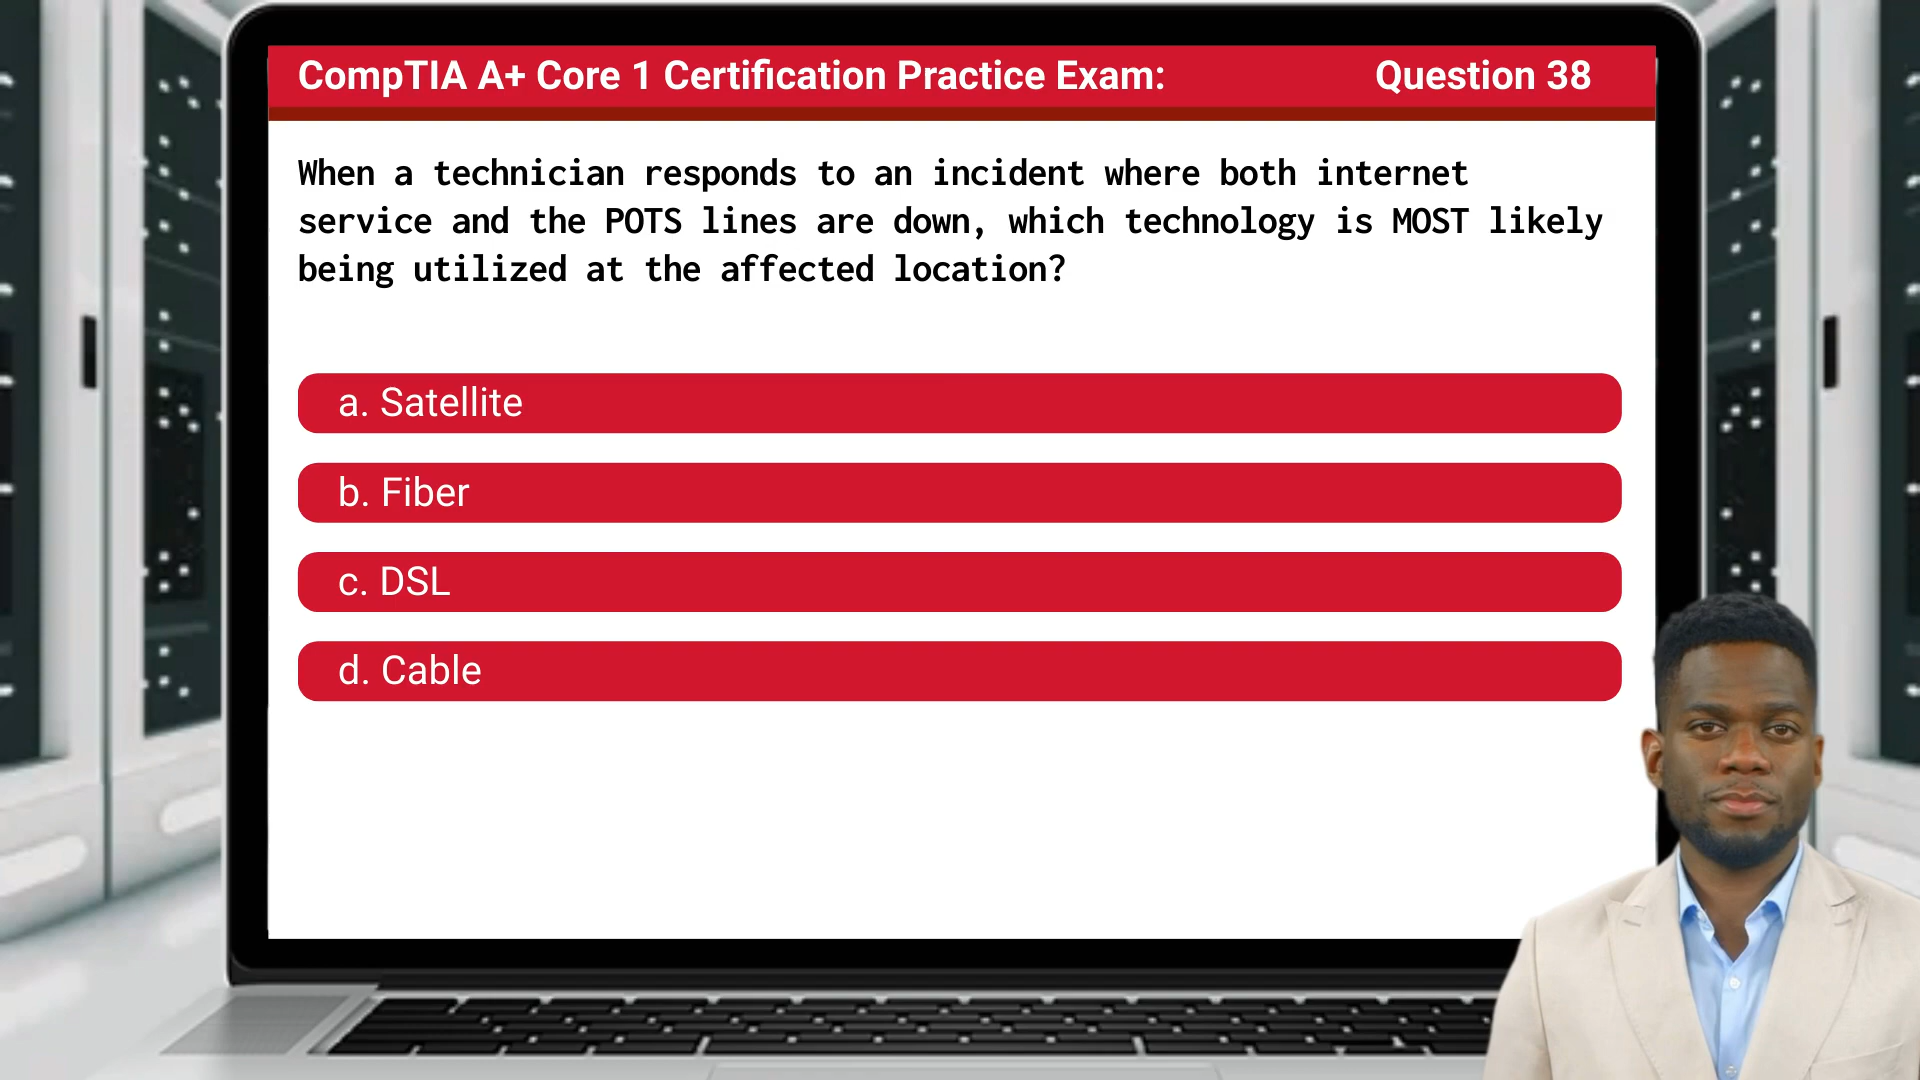 CompTIA A+ Core 1 Certification Practice Exam: Question 38
When a technician responds to an incident where both internet
service and the POTS lines are down, which technology is MOST likely
being utilized at the affected location?
a. Satellite
b. Fiber
c. DSL
d. Cable